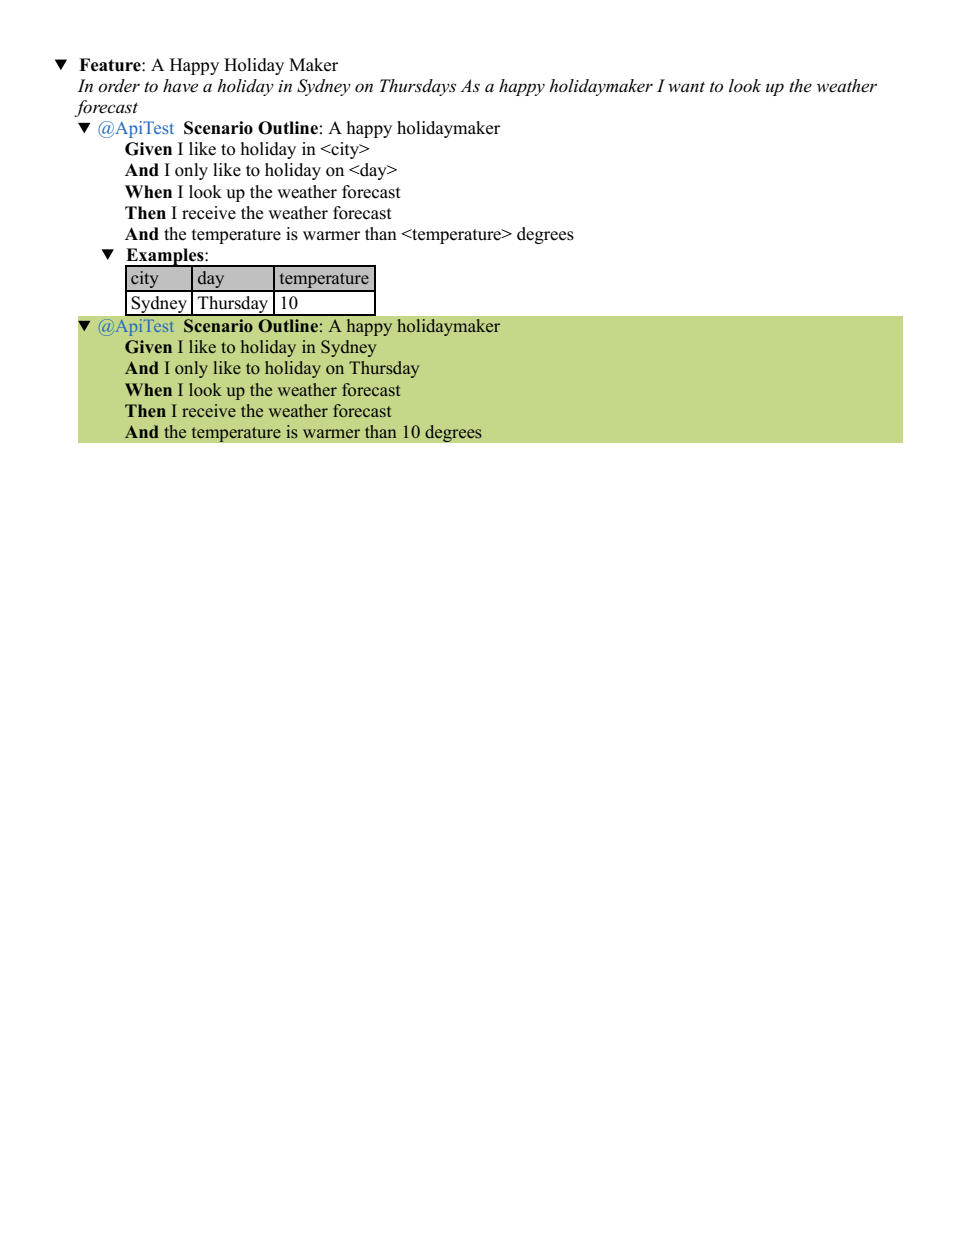 Feature: A Happy Holiday Maker
In order to have a holiday in Sydney on Thursdays As a happy holidaymaker I want to look up the weather
forecast
@ApiTest Scenario Outline: A happy holidaymaker
Given I like to holiday in <city>
And I only like to holiday on <day>
When I look up the weather forecast
Then I receive the weather forecast
And the temperature is warmer than <temperature> degrees
Examples:
city day temperature
Sydney Thursday 10
@ApiTest Scenario Outline: A happy holidaymaker
Given I like to holiday in Sydney
And I only like to holiday on Thursday
When I look up the weather forecast
Then I receive the weather forecast
And the temperature is warmer than 10 degrees